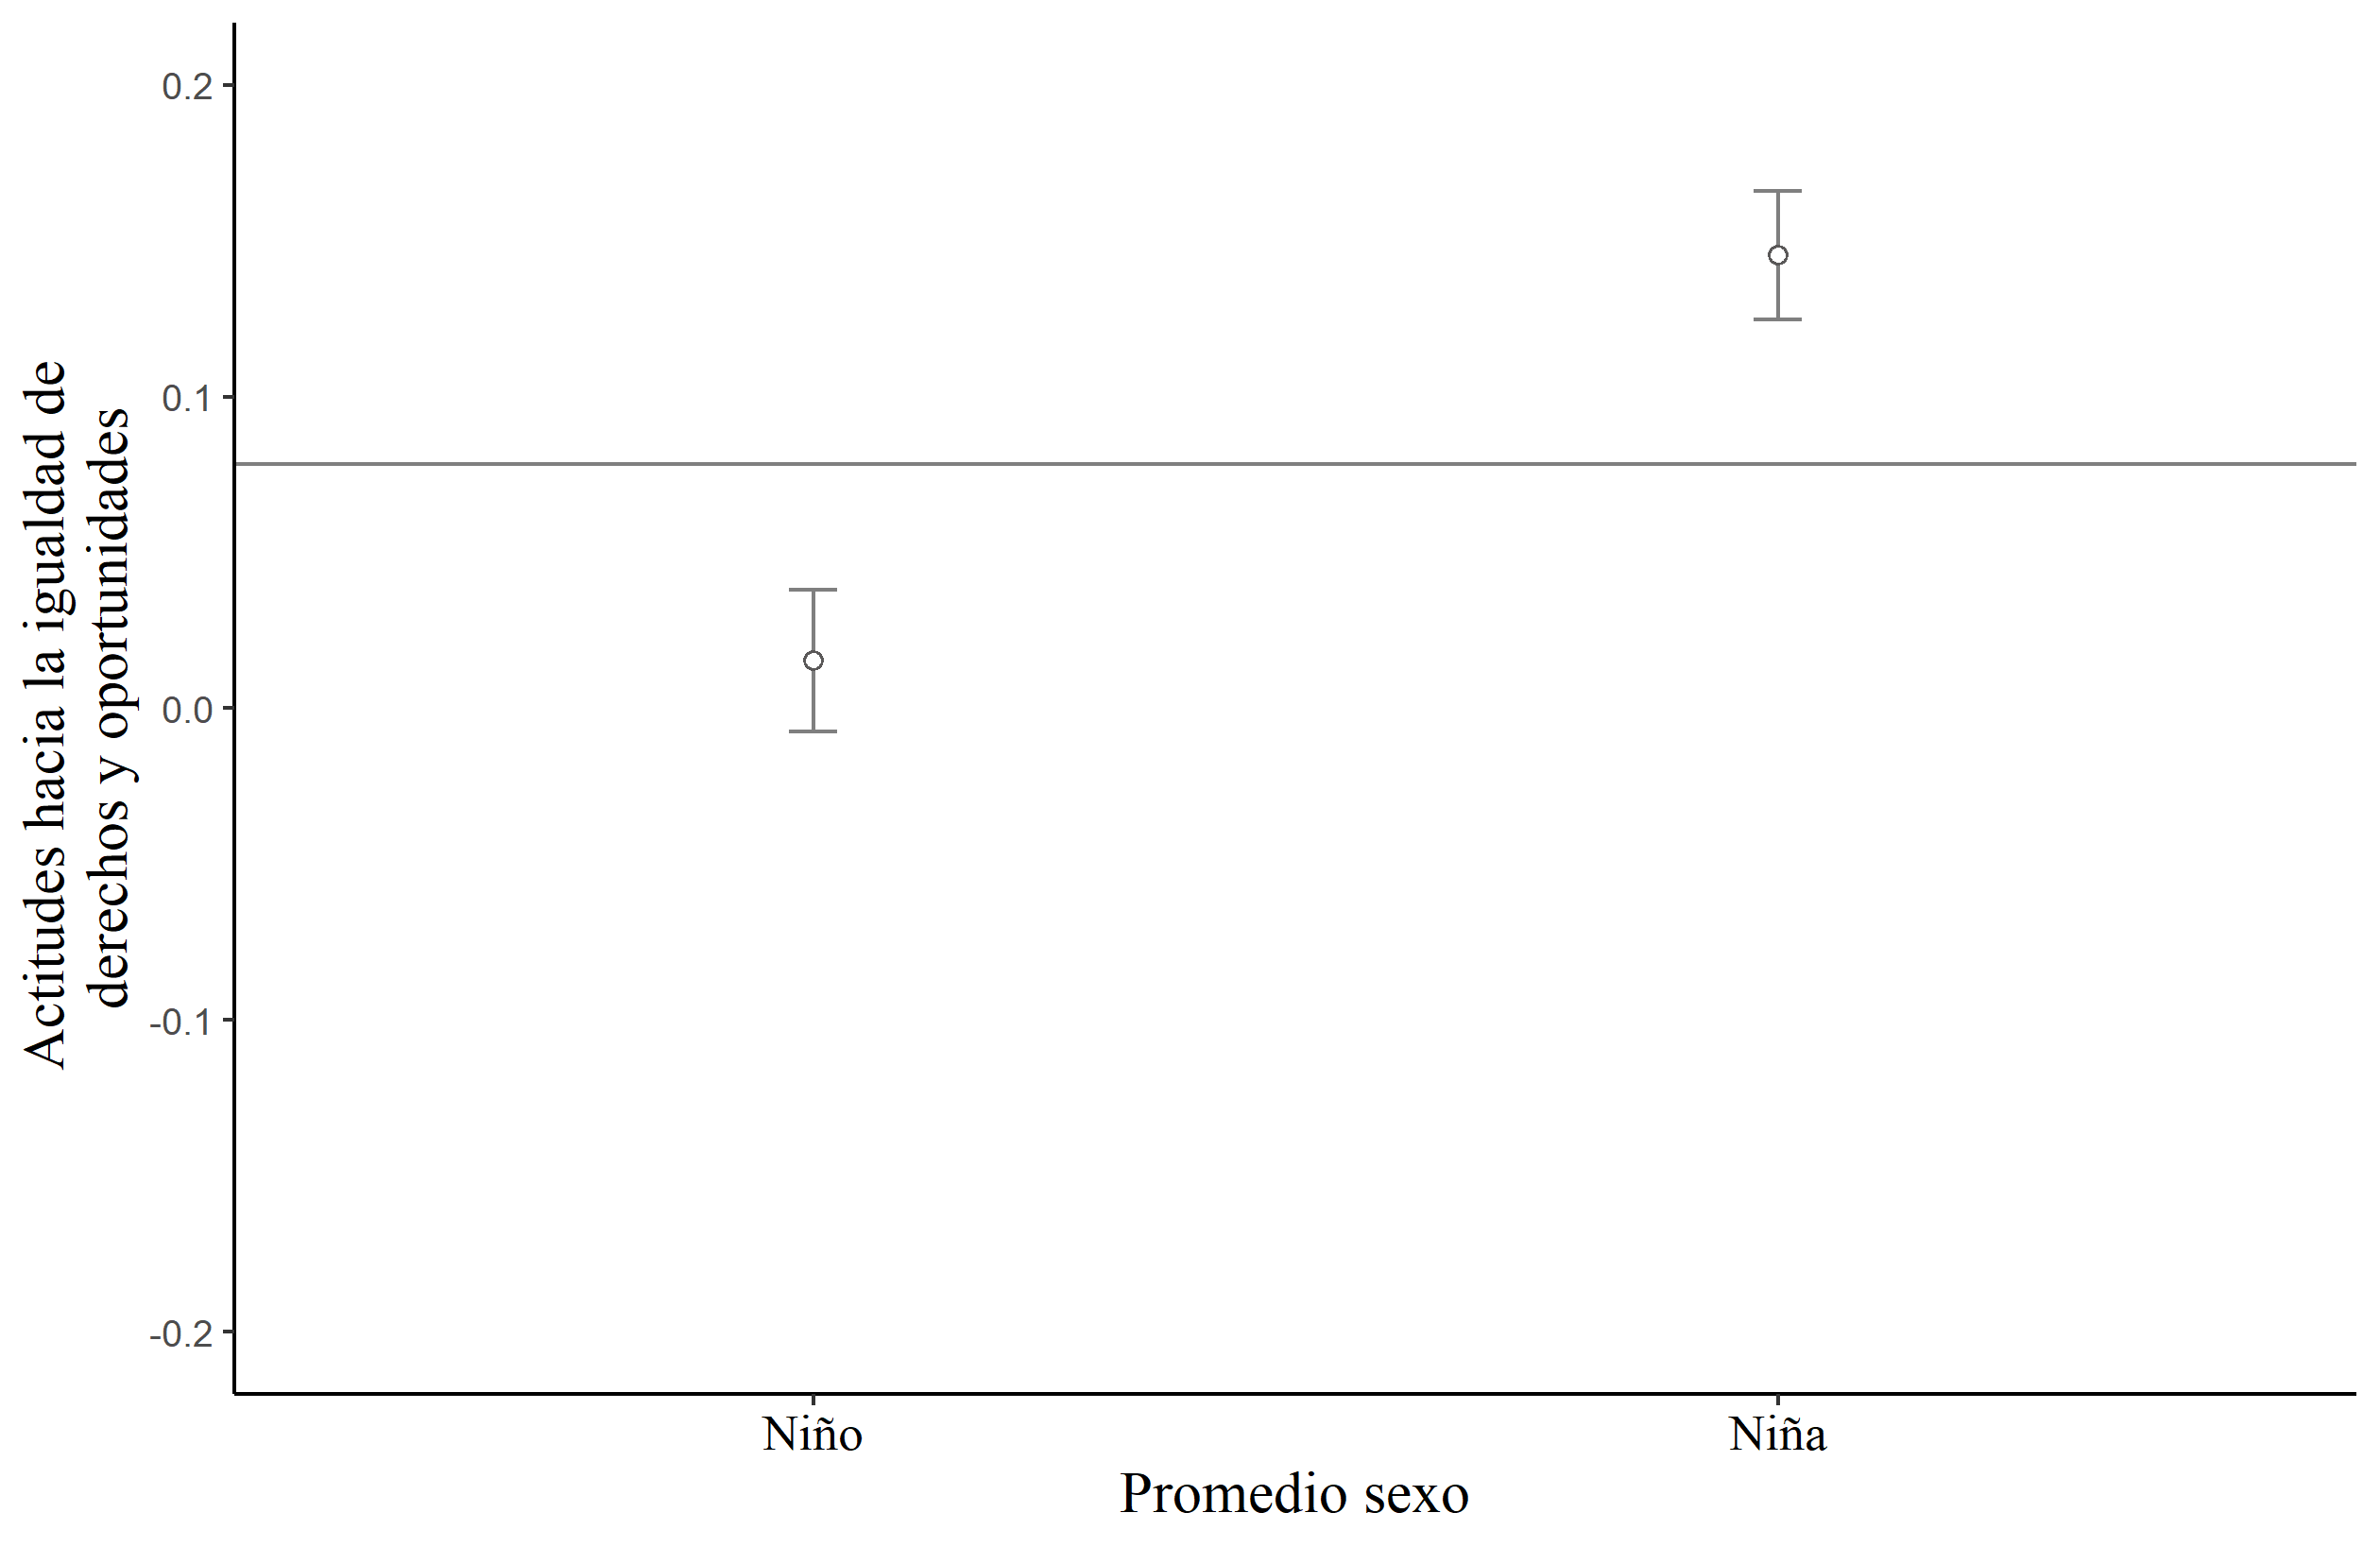 Actitudes hacia la igualdad de
derechos y oportunidades
0.2
0.1
0.0
-0.1
-0.2
Niño
Niña
Promedio sexo